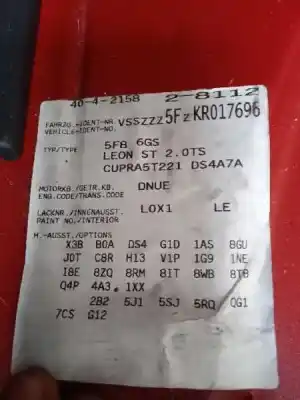 40-4-2158 2-8112
FAHRZG.-IDENT-NR. VSSZZZ5FZKR017696
VEHICLE-IDENT-NO.
TYP/TYPE 5F8 6GS
LEON ST 2.0TS
CUPRA5T221 DS4A7A
MOTORKB./GETR.KB. DNUE
ENG.CODE/TRANS.CODE
LACKNR./INNENAUSST. LOX1 LE
PAINT NO./INTERIOR
M.-AUSST./OPTIONS
X3B B0A DS4 G1D 1AS BGU
J0T C8R H13 V1P 1G9 1NE
I8E 8ZQ 8RM 8IT 8WB 8TB
Q4P 4A3. 1XX
2B2 5J1 5SJ 5RQ QG1
7CS G12